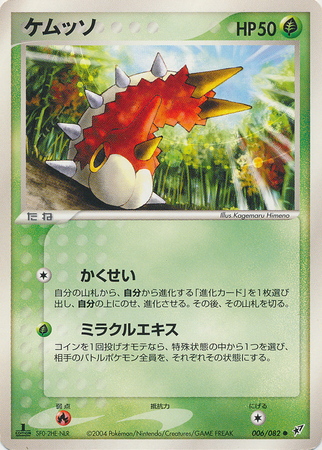 ケムッソ HP50
たね
Illus.Kagemaru Himeno
かくせい
自分の山札から、自分から進化する「進化カード」を1枚選び
出し、自分の上にのせ、進化させる。その後、その山札を切る。
ミラクルエキス
コインを1回投げオモテなら、特殊状態の中から1つを選び、
相手のバトルポケモン全員を、それぞれその状態にする。
弱点 抵抗力 にげる
1 EDITION SF0-2HE-NLR ©2004 Pokémon/Nintendo/Creatures/GAME FREAK. 006/082 ●